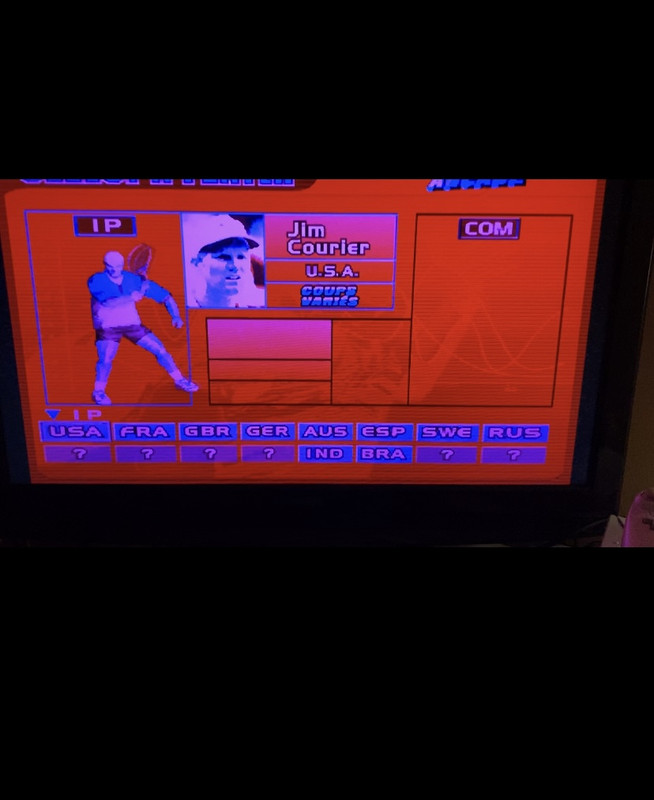 1P
Jim
Courier
U.S.A.
COUPS
VARIÉS
COM
1P
USA FRA GBR GER AUS ESP SWE RUS
? ? ? ? IND BRA ? ?